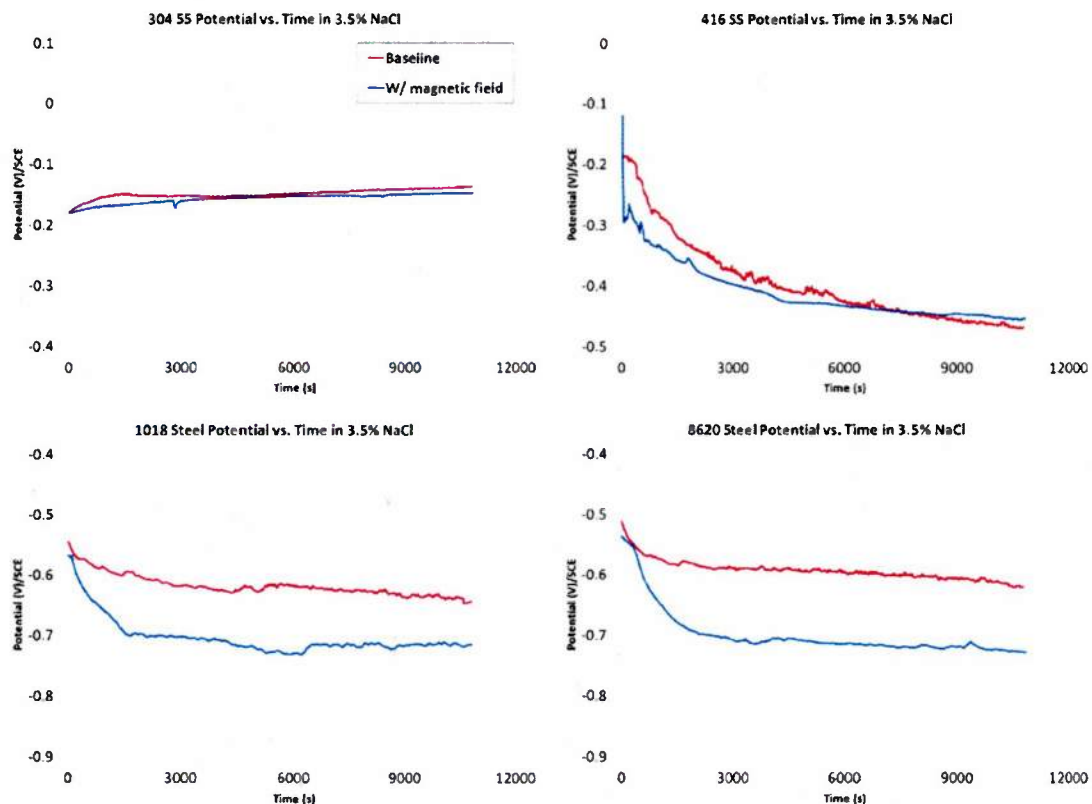 304 SS Potential vs. Time in 3.5% NaCl
0.1
0
-0.1
-0.2
-0.3
-0.4
Potential (V)/SCE
Baseline
W/ magnetic field
0 3000 6000 9000 12000
Time (s)
416 SS Potential vs. Time in 3.5% NaCl
0
-0.1
-0.2
-0.3
-0.4
-0.5
Potential (V)/SCE
0 3000 6000 9000 12000
Time (s)
1018 Steel Potential vs. Time in 3.5% NaCl
-0.4
-0.5
-0.6
-0.7
-0.8
-0.9
Potential (V)/SCE
0 3000 6000 9000 12000
Time (s)
8620 Steel Potential vs. Time in 3.5% NaCl
-0.4
-0.5
-0.6
-0.7
-0.8
-0.9
Potential (V)/SCE
0 3000 6000 9000 12000
Time (s)